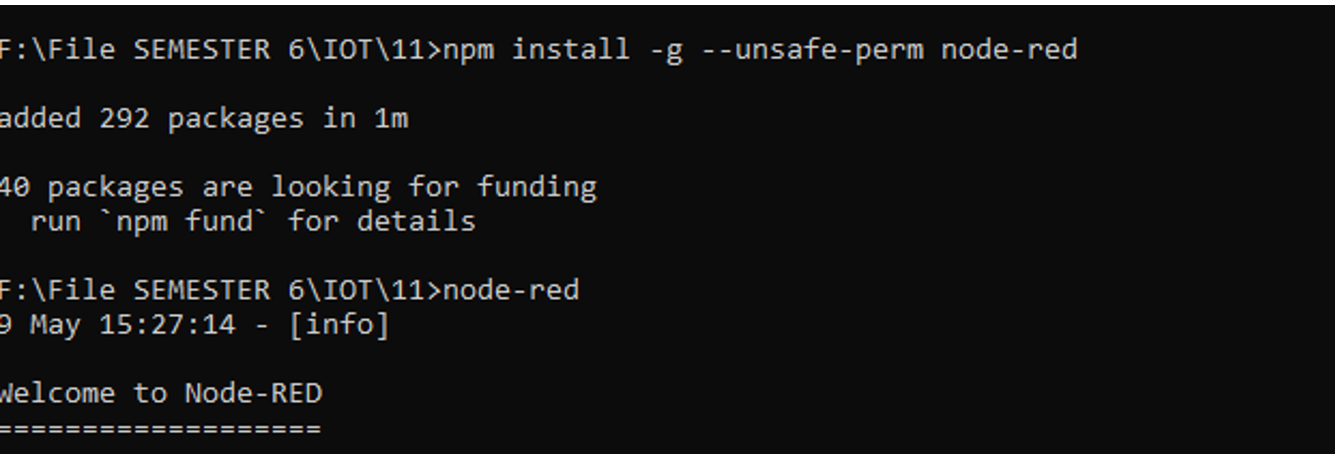 F:\File SEMESTER 6\IOT\11>npm install -g --unsafe-perm node-red
added 292 packages in 1m
40 packages are looking for funding
run `npm fund` for details
F:\File SEMESTER 6\IOT\11>node-red
9 May 15:27:14 - [info]
Welcome to Node-RED
===================